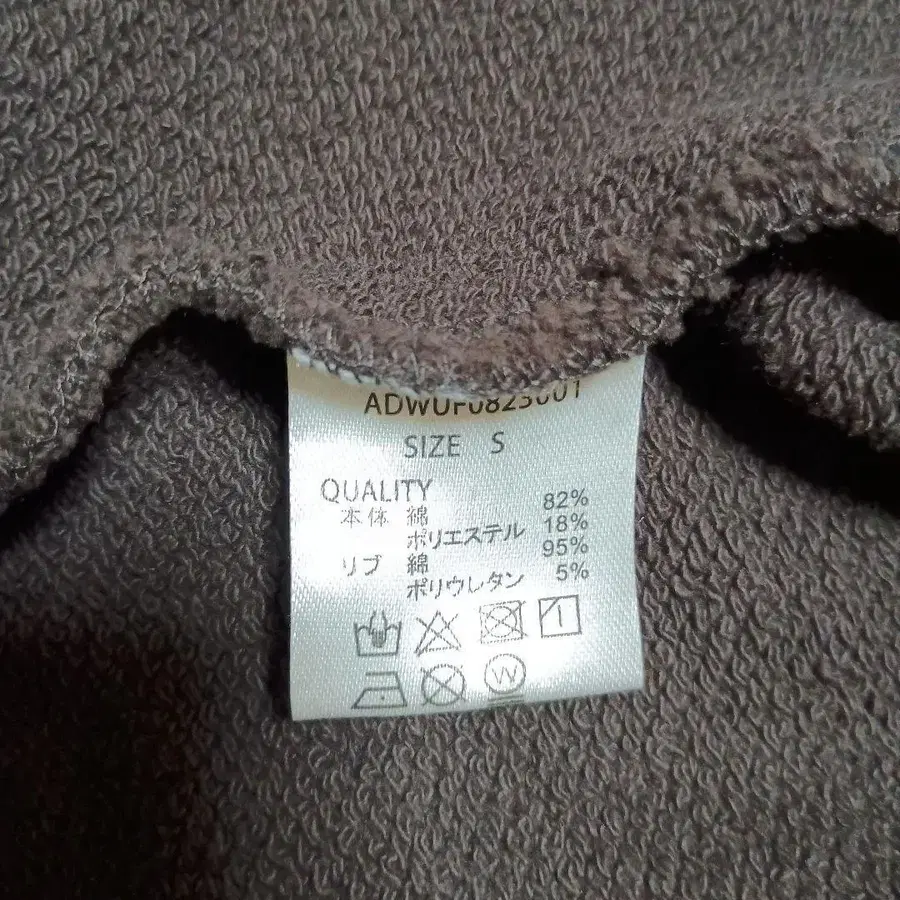 ADWUF0823001
SIZE S
QUALITY
本体 綿 82%
ポリエステル 18%
リブ 綿 95%
ポリウレタン 5%
W